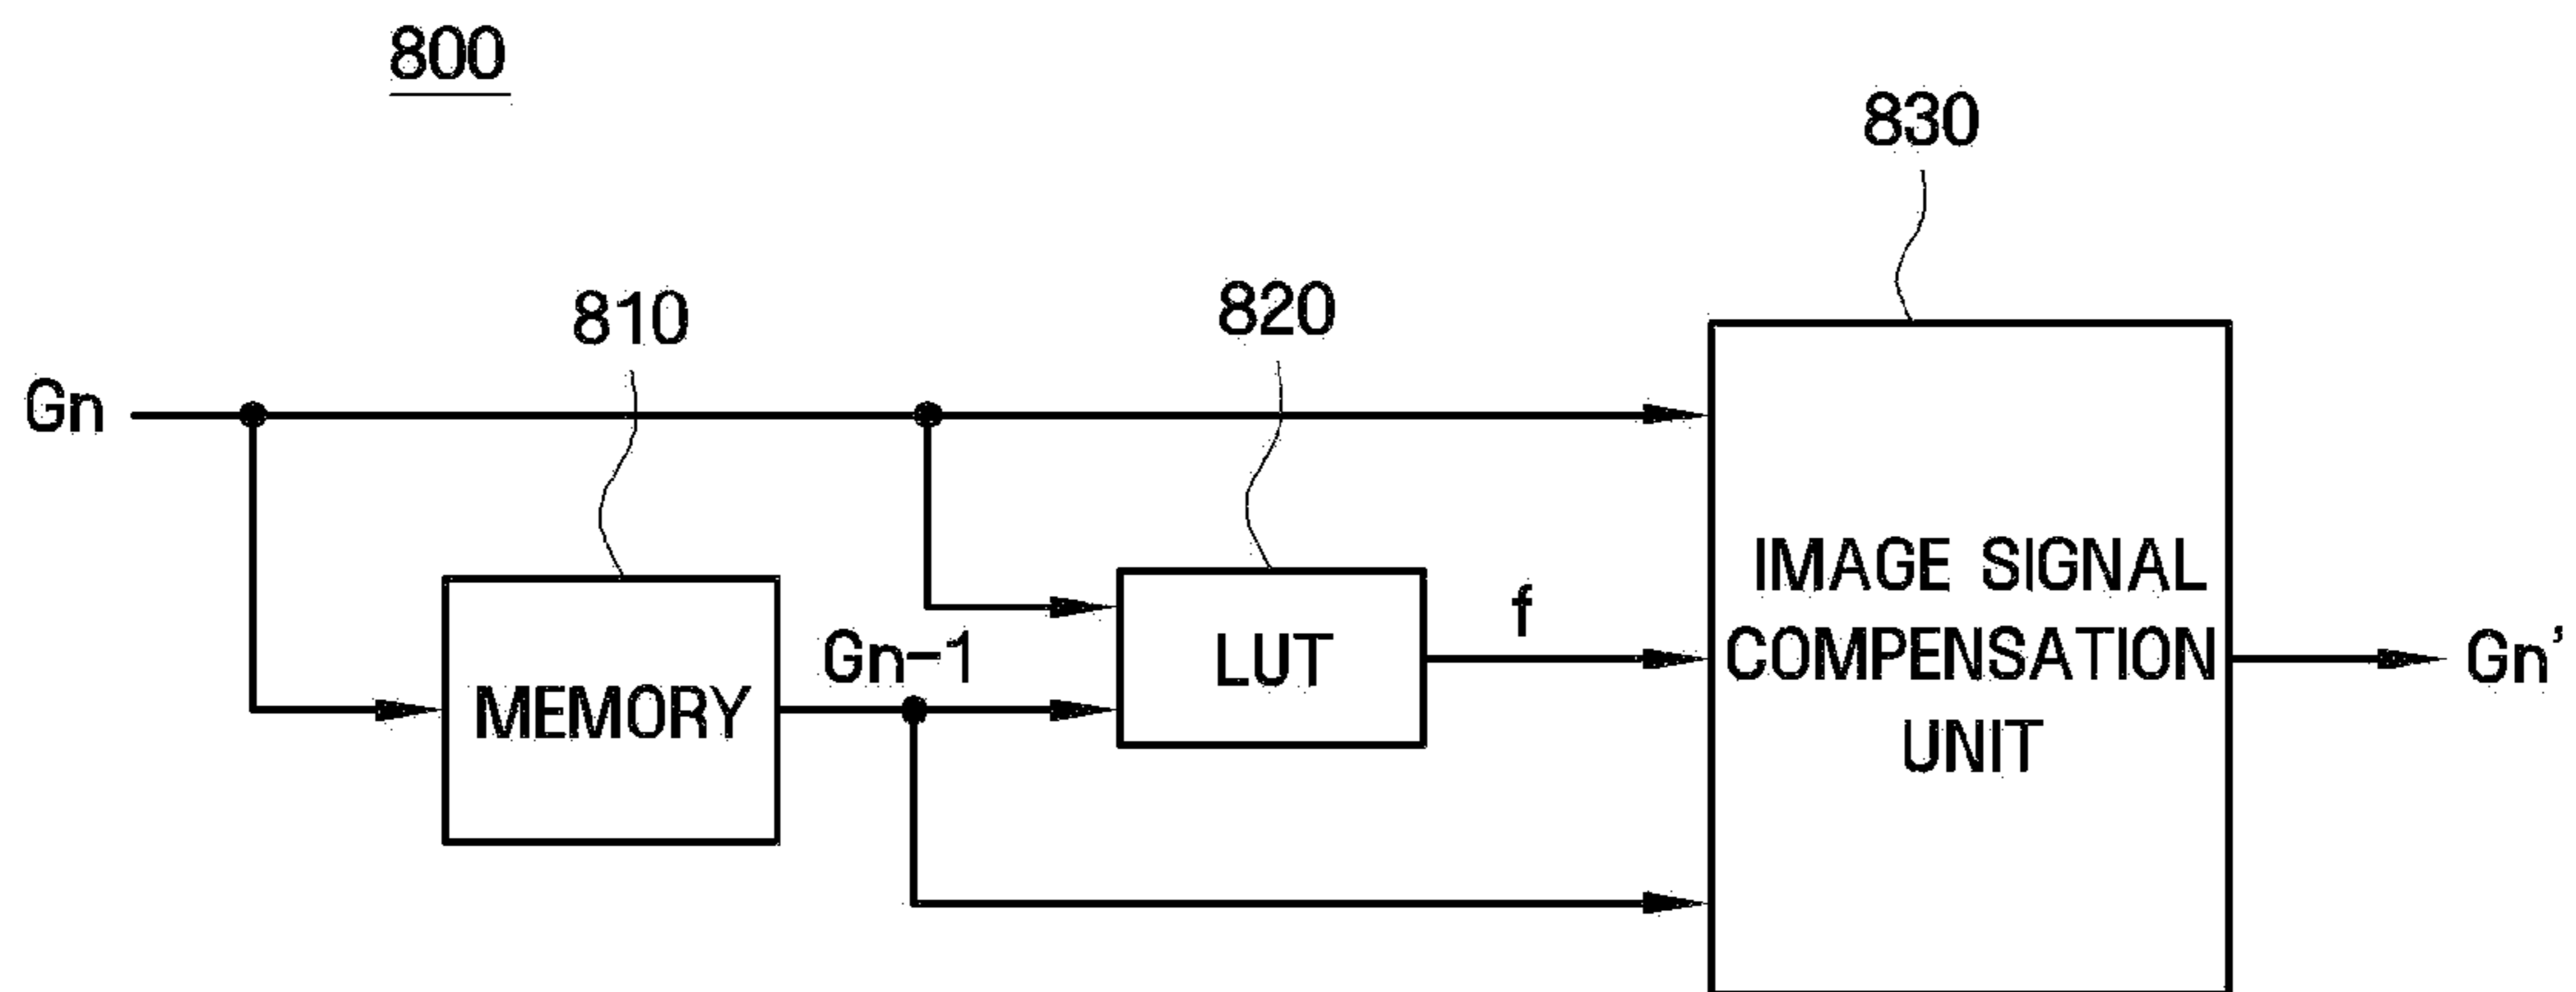 800
830
810
820
Gn
MEMORY
Gn-1
LUT
f
IMAGE SIGNAL
COMPENSATION
UNIT
Gn'